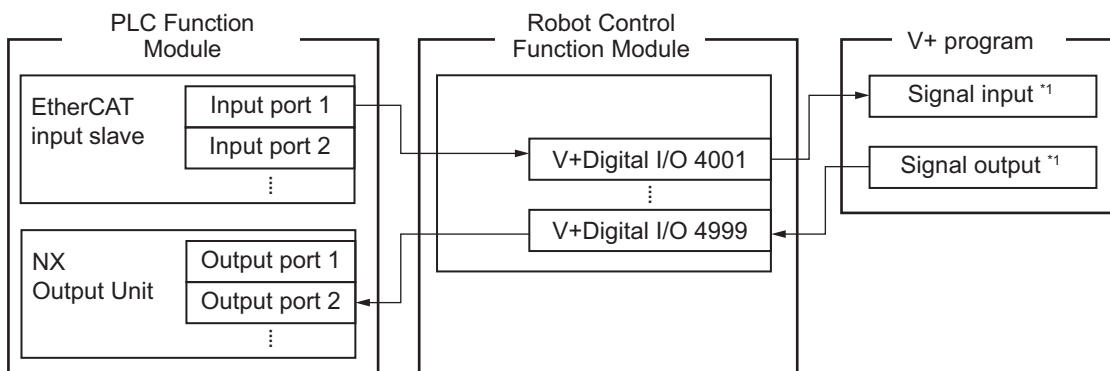 PLC Function
Module
EtherCAT
input slave
Input port 1
Input port 2
NX
Output Unit
Output port 1
Output port 2
Robot Control
Function Module
V+Digital I/O 4001
V+Digital I/O 4999
V+ program
Signal input *1
Signal output *1